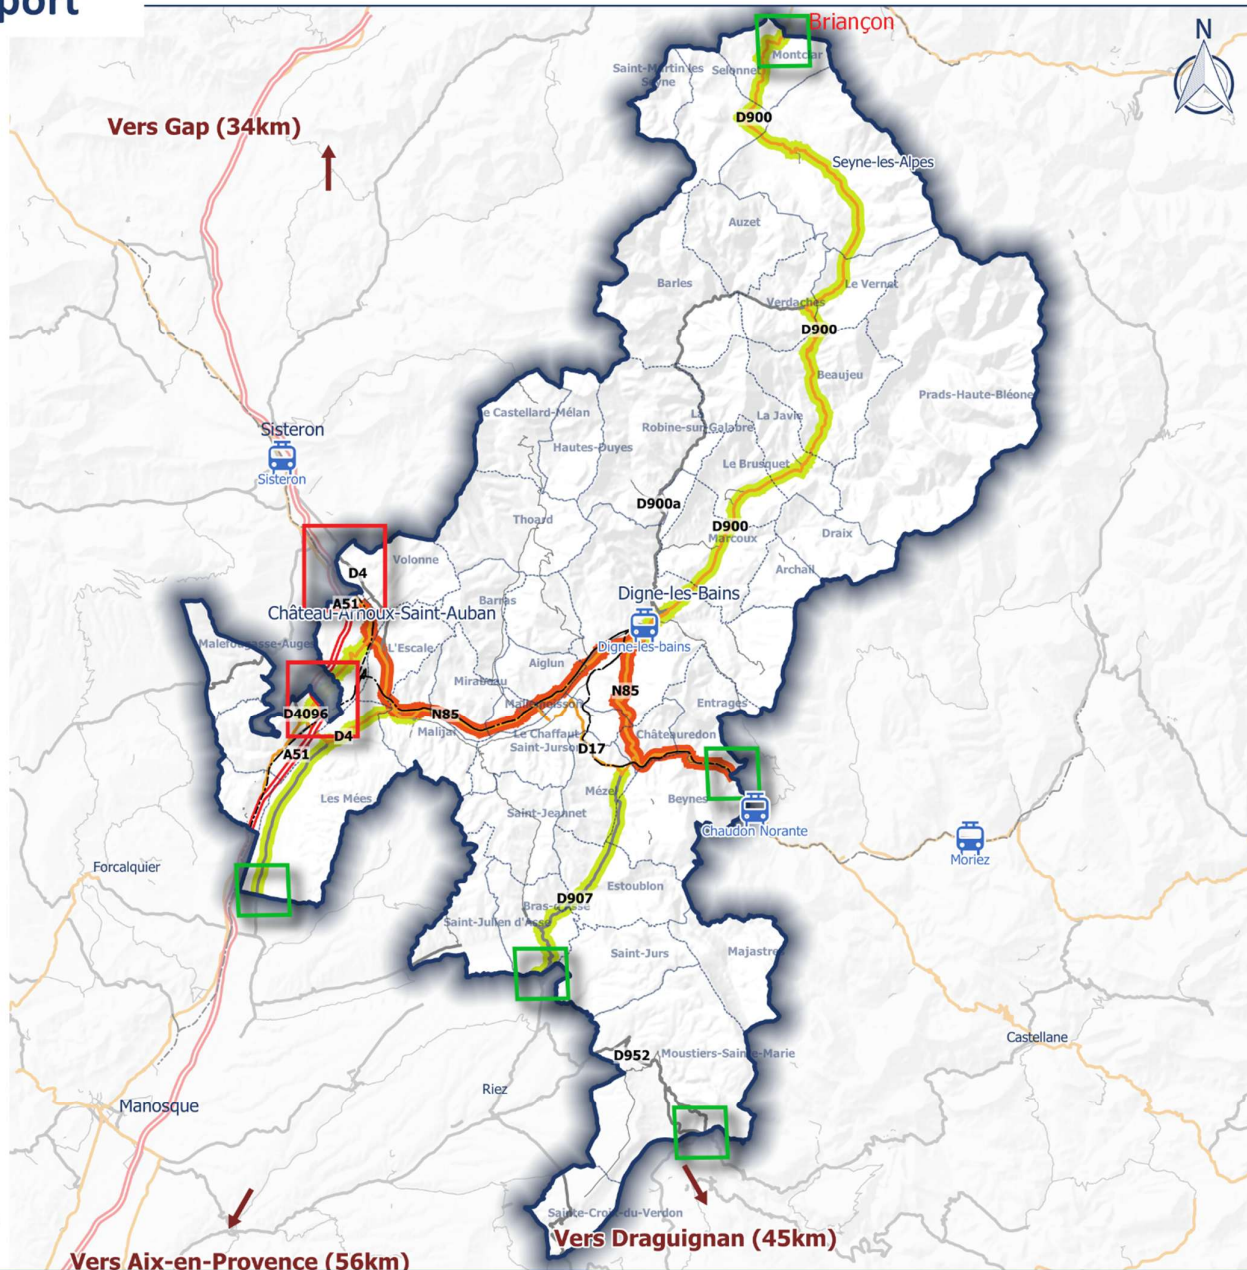 port
Briançon
N
Montclar
Saint-Martin les
Seyne
Selonnet
D900
Vers Gap (34km)
Seyne-les-Alpes
Auzet
Barles
Le Vernet
Verdaches
D900
Beaujeu
Prads-Haute-Bléone
Le Castellard-Mélan
La
Robine-sur-Galabre
La Javie
Hautes-Duyes
Sisteron
Sisteron
Le Brusquet
D900a
Thoard
D900
Marcoux
Draix
Volonne
D4
Archail
Digne-les-Bains
Barras
A51
Château-Arnoux-Saint-Auban
Malefougasse-Auges
L'Escale
Digne-les-bains
Aiglun
Mirabeau
N85
Mallemoisson
Entrages
D4096
N85
Malijai
D4
Le Chaffaut
Saint-Jurson
D17
Châteauredon
A51
Mézel
Beynes
Les Mées
Saint-Jeannet
Chaudon Norante
Moriez
Forcalquier
Estoublon
D907
Bras-d'Asse
Saint-Julien d'Asse
Saint-Jurs
Majastres
Castellane
D952
Moustiers-Sainte-Marie
Riez
Manosque
Sainte-Croix-du-Verdon
Vers Draguignan (45km)
Vers Aix-en-Provence (56km)